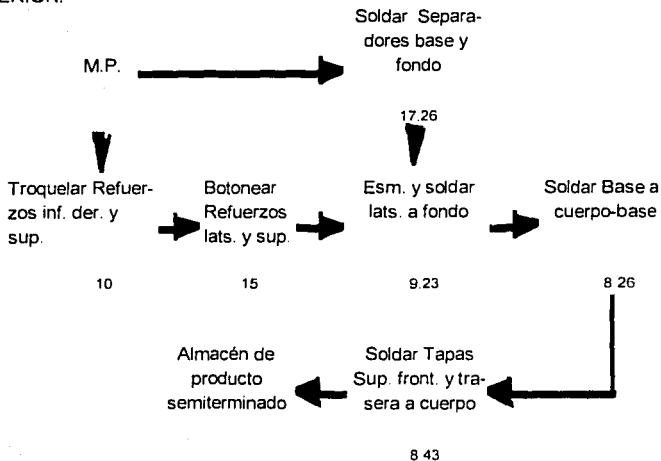 Soldar Separa-
dores base y
fondo
M.P.
17.26
Troquelar Refuer-
zos inf. der. y
sup.
10
Botonear
Refuerzos
lats. y sup.
15
Esm. y soldar
lats. a fondo
9.23
Soldar Base a
cuerpo-base
8 26
Almacén de
producto
semiterminado
Soldar Tapas
Sup. front. y tra-
sera a cuerpo
8 43